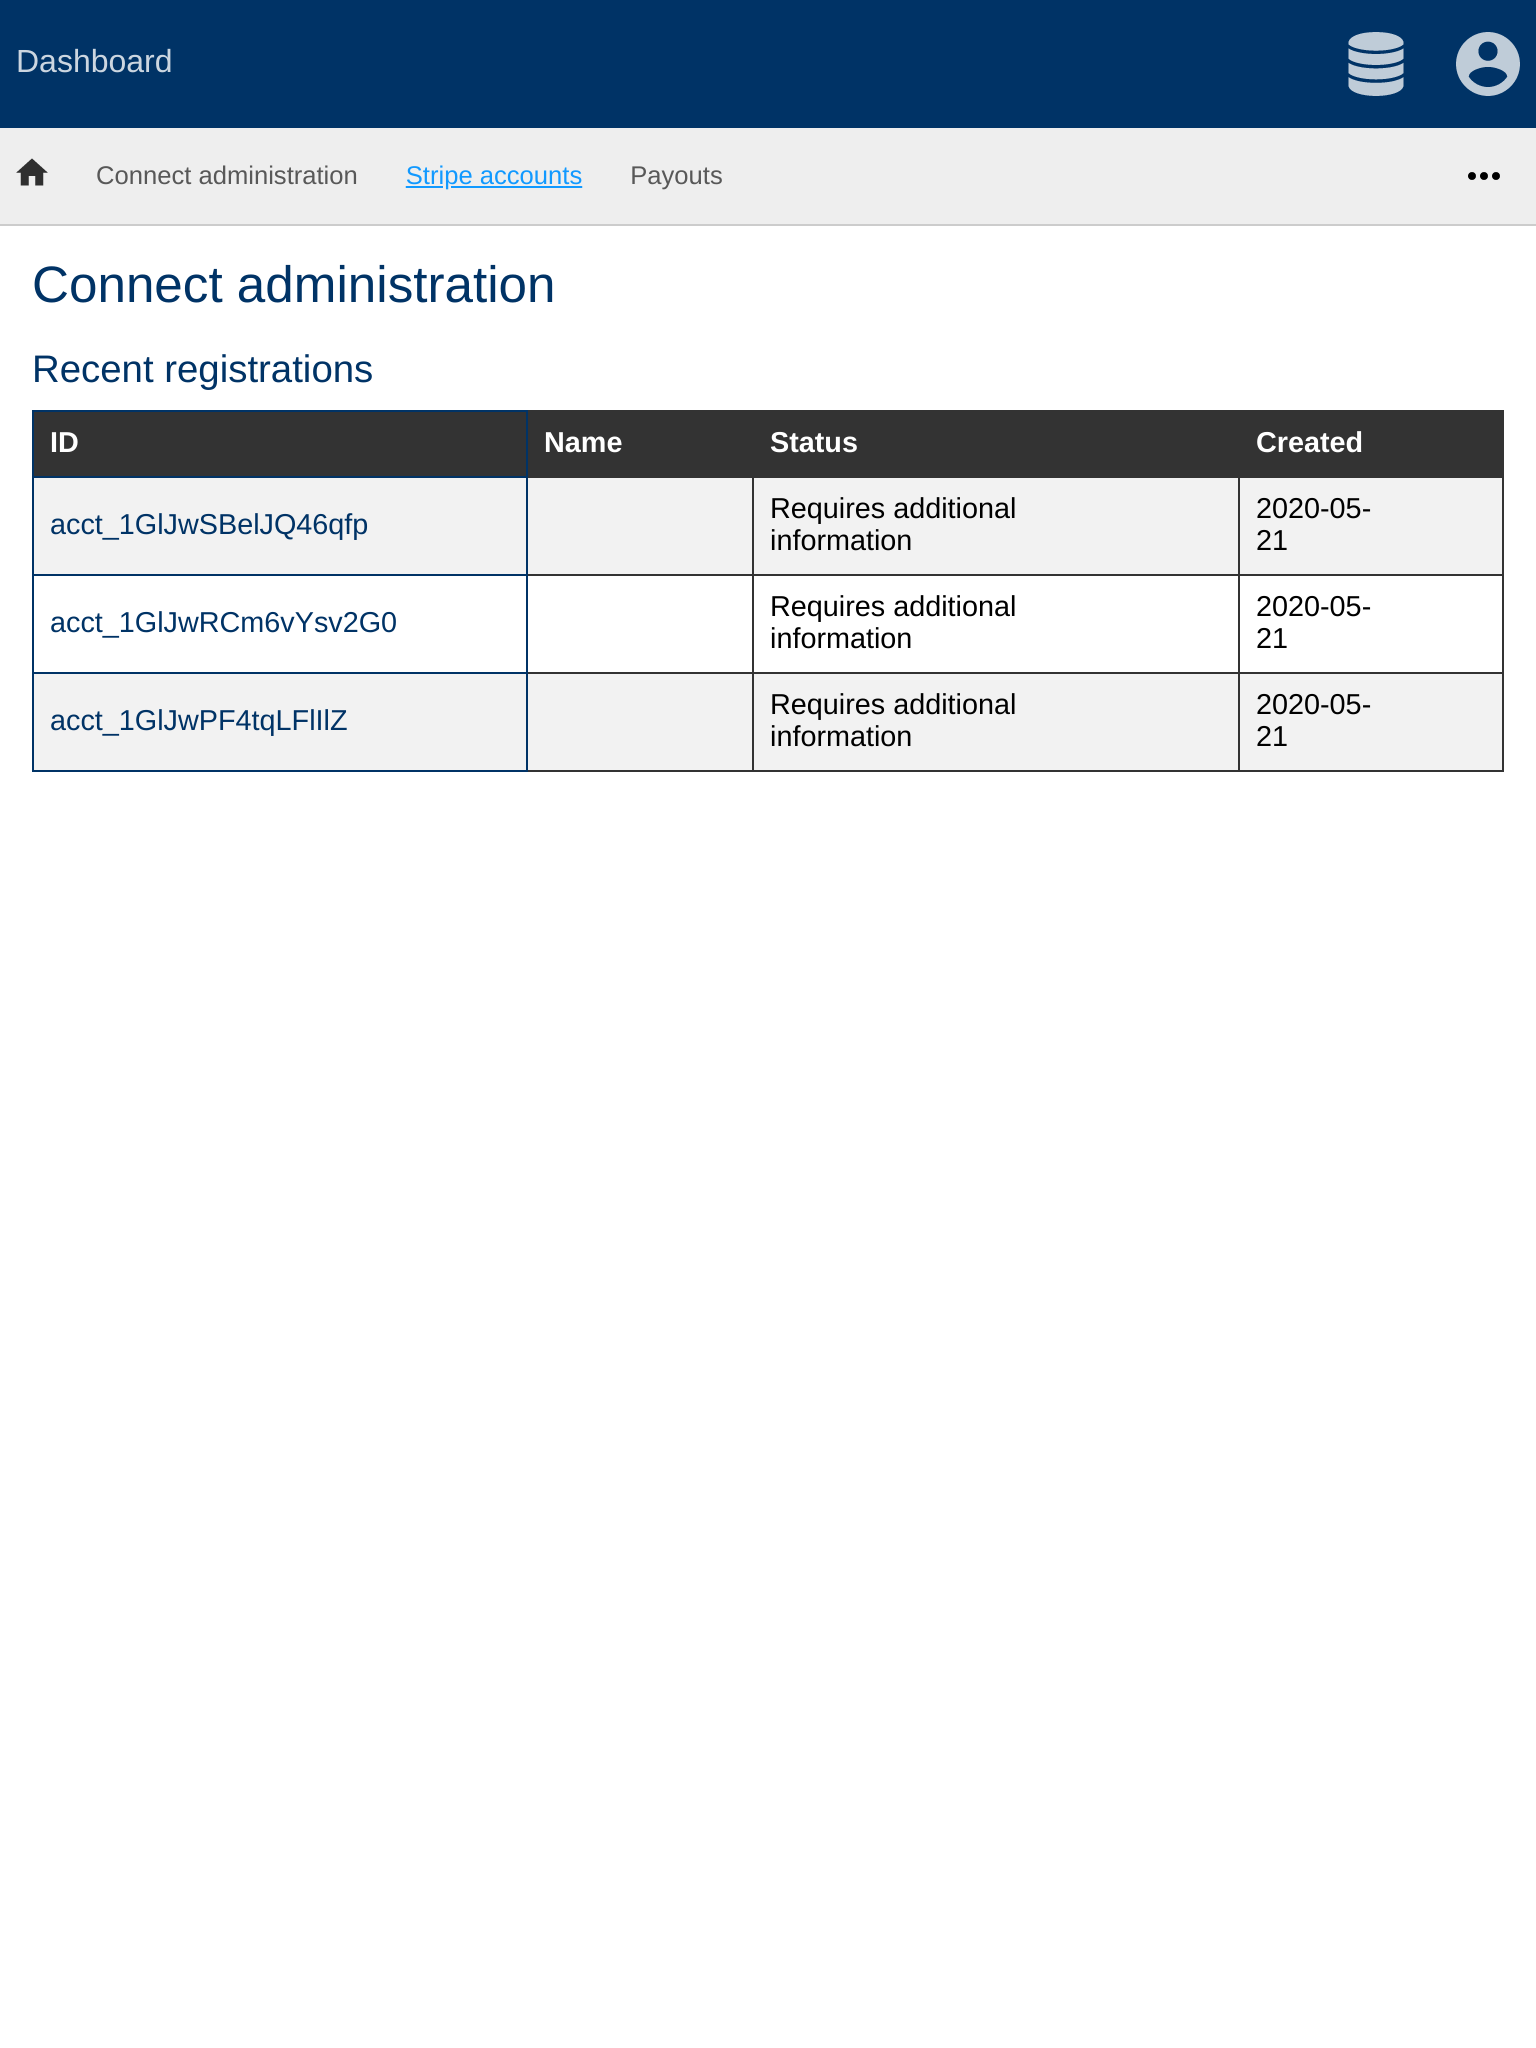 Dashboard
Connect administration Stripe accounts Payouts
Connect administration
Recent registrations
ID Name Status Created
acct_1GlJwSBelJQ46qfp Requires additional information 2020-05-21
acct_1GlJwRCm6vYsv2G0 Requires additional information 2020-05-21
acct_1GlJwPF4tqLFlIlZ Requires additional information 2020-05-21